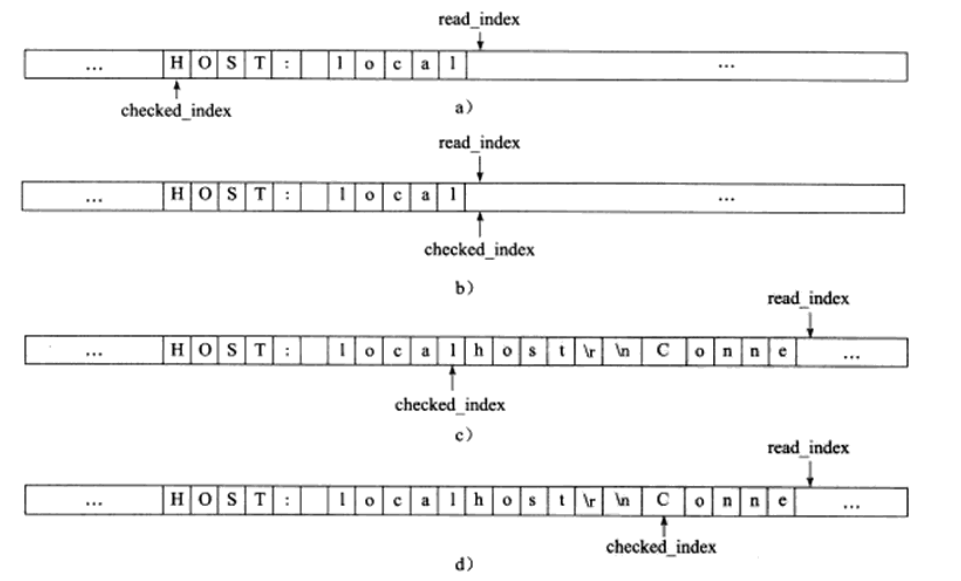 read_index
... H O S T : l o c a l ...
checked_index
a)
read_index
... H O S T : l o c a l ...
checked_index
b)
read_index
... H O S T : l o c a l h o s t \r \n C o n n e ...
checked_index
c)
read_index
... H O S T : l o c a l h o s t \r \n C o n n e ...
checked_index
d)